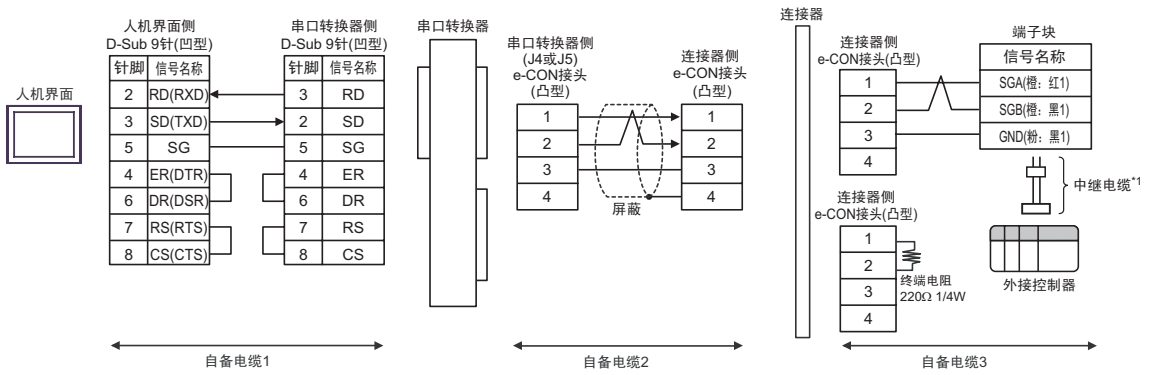 人机界面
人机界面侧
D-Sub 9针(凹型)
针脚 信号名称
2 RD(RXD)
3 SD(TXD)
5 SG
4 ER(DTR)
6 DR(DSR)
7 RS(RTS)
8 CS(CTS)
串口转换器侧
D-Sub 9针(凹型)
针脚 信号名称
3 RD
2 SD
5 SG
4 ER
6 DR
7 RS
8 CS
自备电缆1
串口转换器
串口转换器侧
(J4或J5)
e-CON接头
(凸型)
1
2
3
4
屏蔽
连接器侧
e-CON接头
(凸型)
1
2
3
4
自备电缆2
连接器
连接器侧
e-CON接头(凸型)
1
2
3
4
连接器侧
e-CON接头(凸型)
1
2
3
4
终端电阻
220Ω 1/4W
端子块
信号名称
SGA(橙：红1)
SGB(橙：黑1)
GND(粉：黑1)
中继电缆*1
外接控制器
自备电缆3